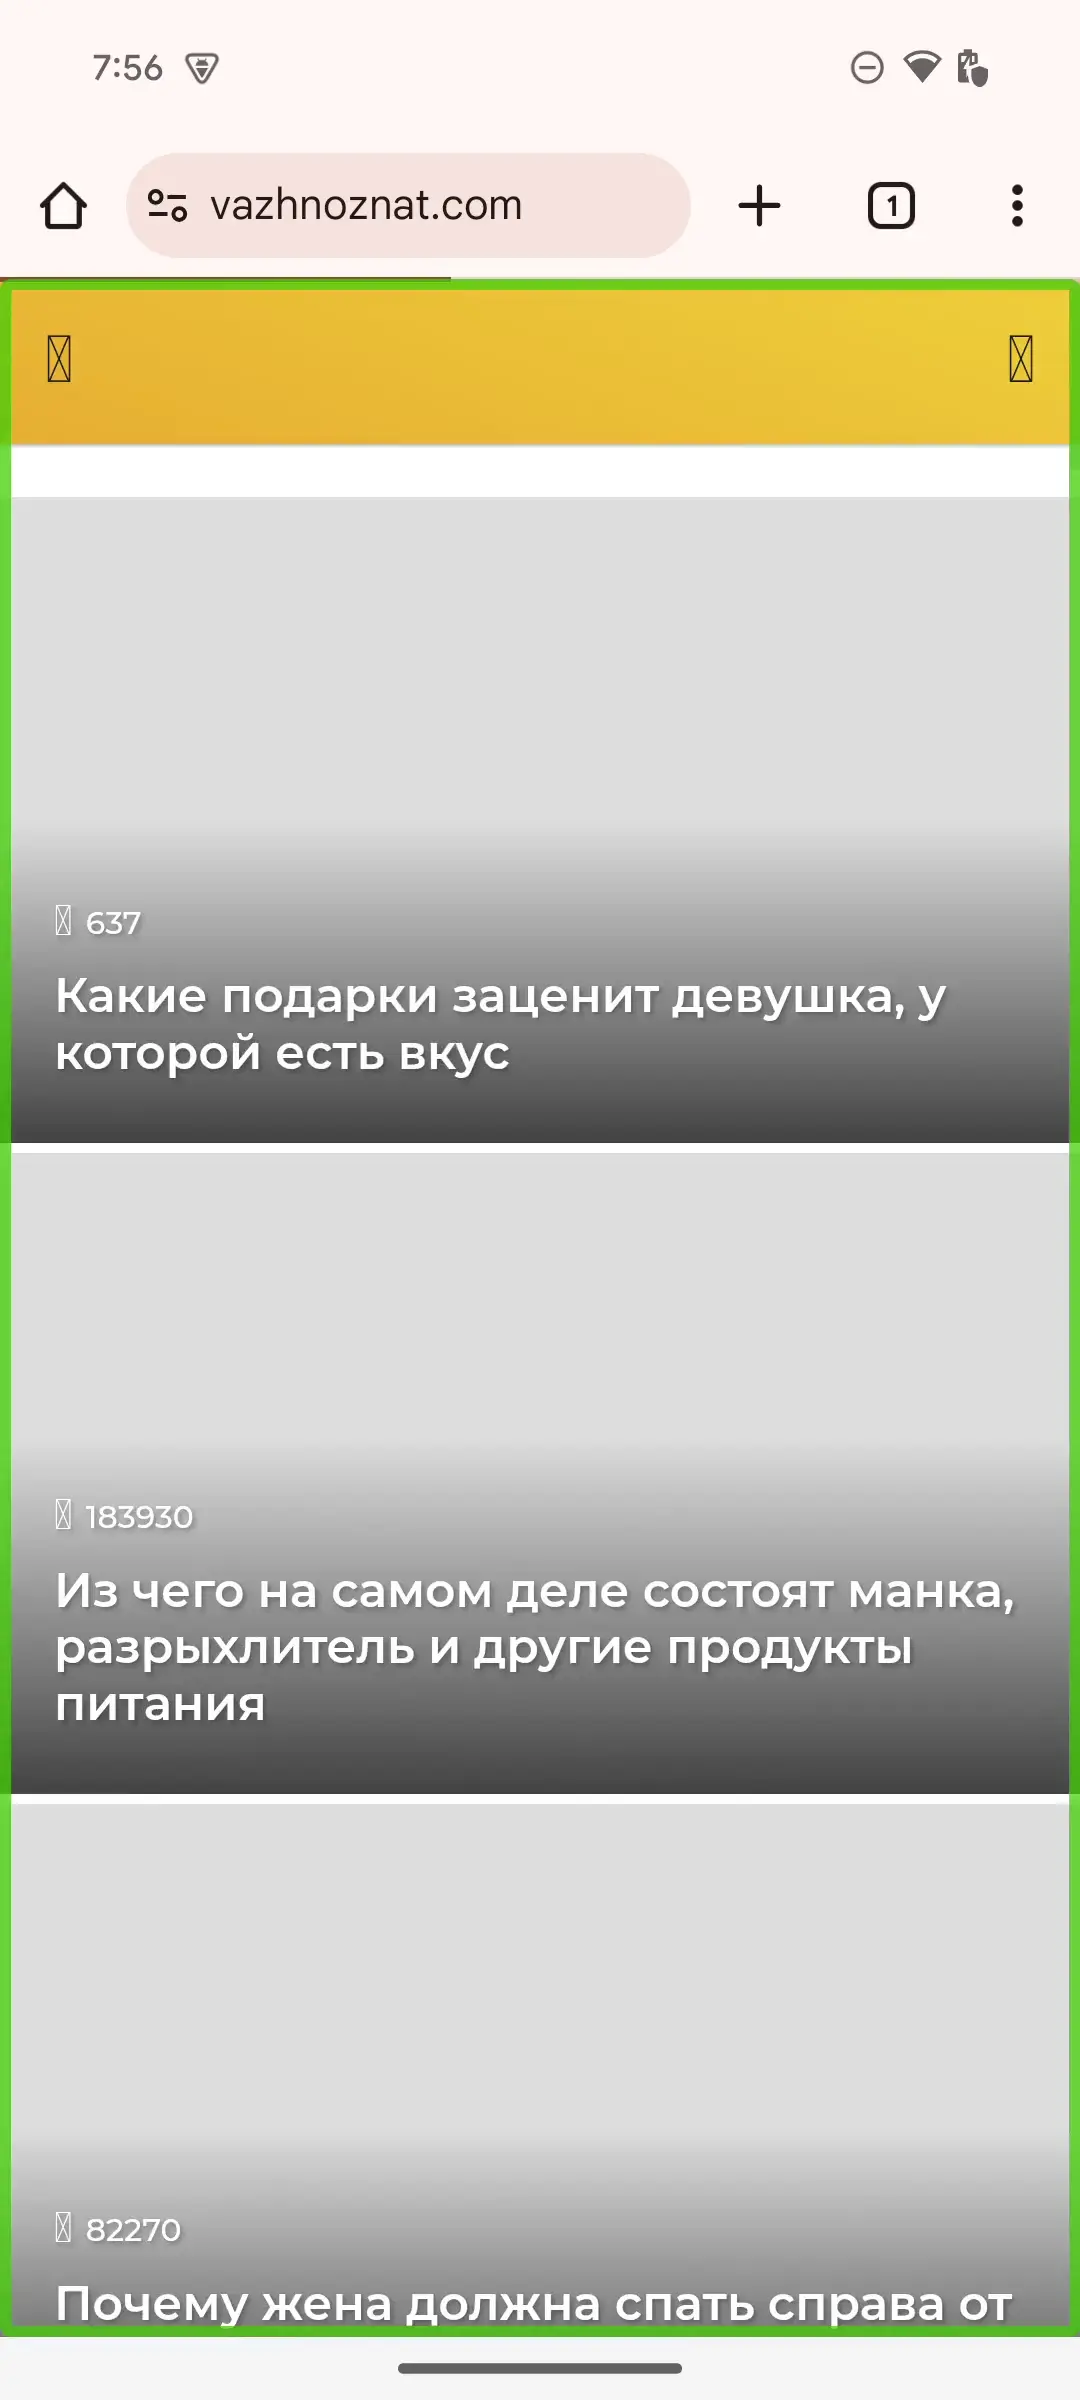 7:56
vazhnoznat.com
1
637
Какие подарки заценит девушка, у
которой есть вкус
183930
Из чего на самом деле состоят манка,
разрыхлитель и другие продукты
питания
82270
Почему жена должна спать справа от